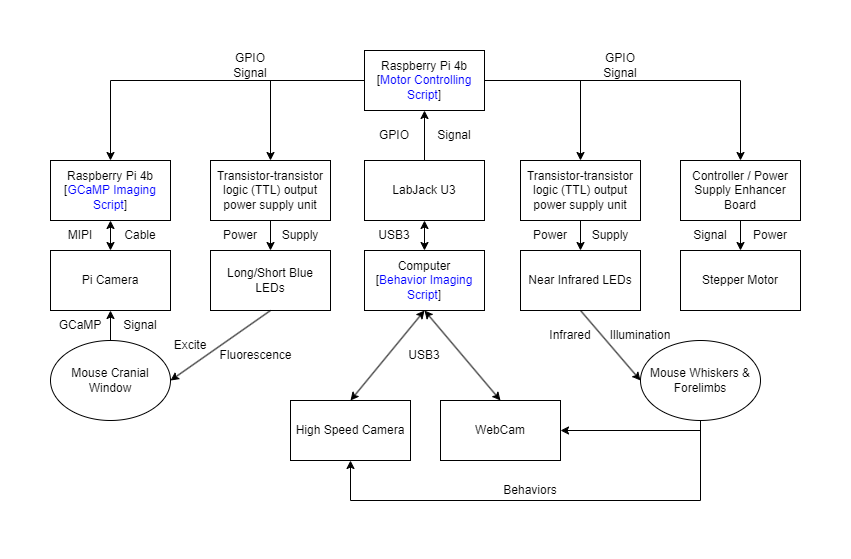 GPIO
Signal
Raspberry Pi 4b
[Motor Controlling
Script]
GPIO
Signal
GPIO
Signal
Raspberry Pi 4b
[GCaMP Imaging
Script]
Transistor-transistor
logic (TTL) output
power supply unit
LabJack U3
Transistor-transistor
logic (TTL) output
power supply unit
Controller / Power
Supply Enhancer
Board
MIPI
Cable
Power
Supply
USB3
Power
Supply
Signal
Power
Pi Camera
Long/Short Blue
LEDs
Computer
[Behavior Imaging
Script]
Near Infrared LEDs
Stepper Motor
GCaMP
Signal
Excite
Fluorescence
USB3
Infrared
Illumination
Mouse Cranial
Window
Mouse Whiskers &
Forelimbs
High Speed Camera
WebCam
Behaviors